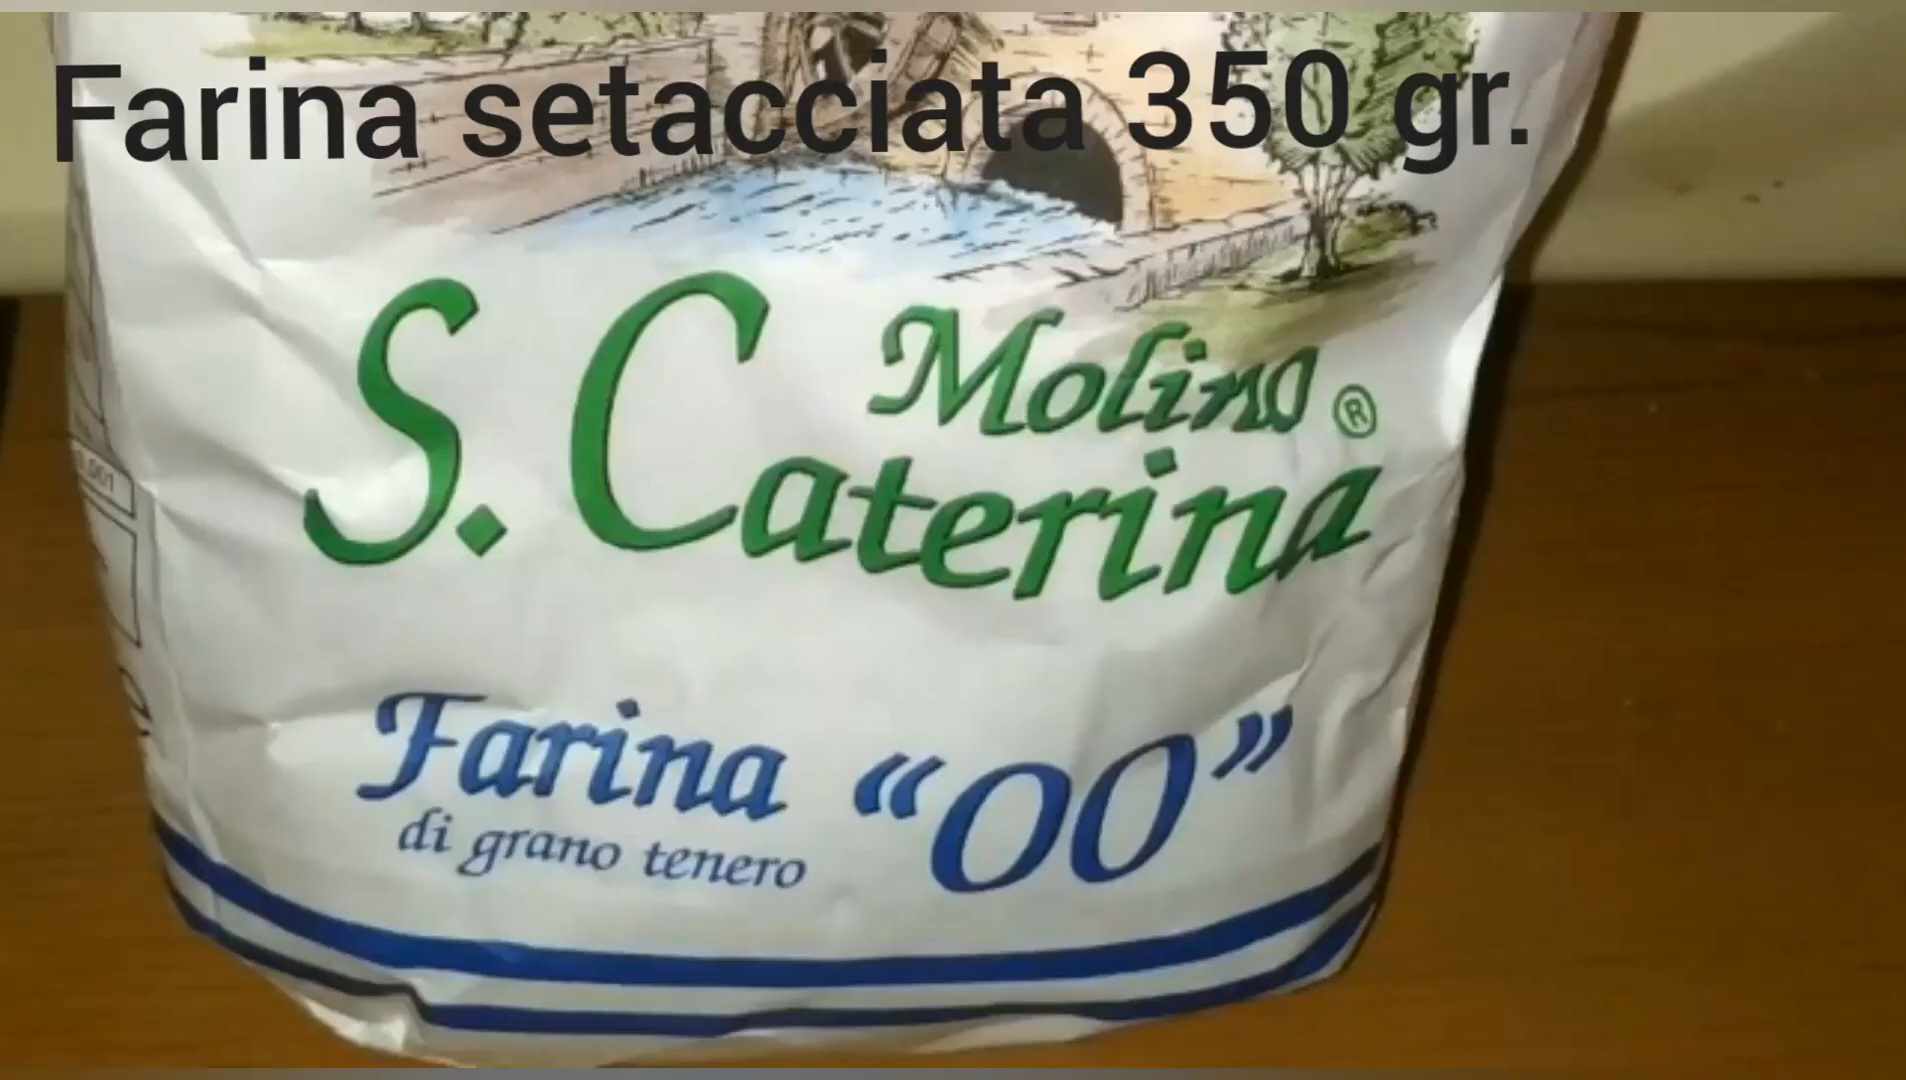 Farina setacciata 350 gr.
Molino ®
S. Caterina
Farina “00”
di grano tenero